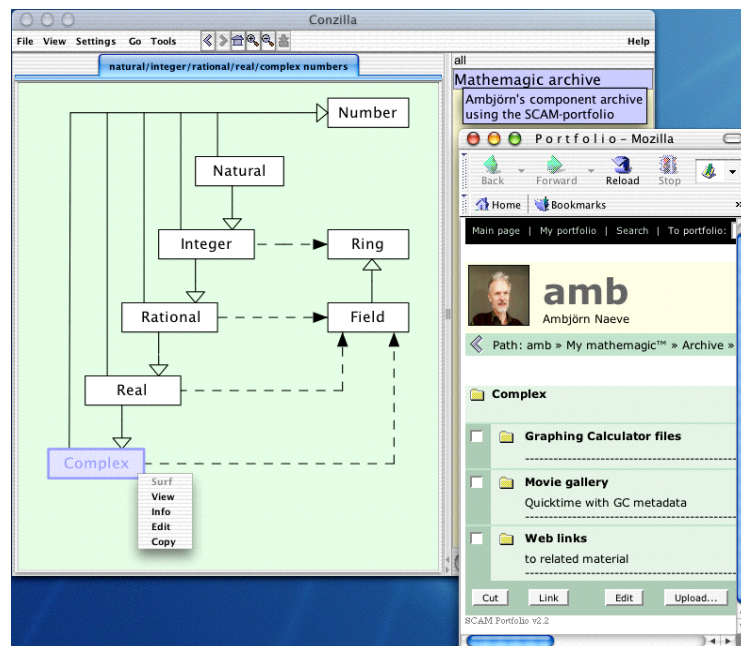 Conzilla
File View Settings Go Tools Help
natural/integer/rational/real/complex numbers
Number
Natural
Integer
Ring
Rational
Field
Real
Complex
Surf
View
Info
Edit
Copy
all
Mathemagic archive
Ambjörn's component archive
using the SCAM-portfolio
Portfolio – Mozilla
Back Forward Reload Stop
Home Bookmarks »
Main page | My portfolio | Search | To portfolio:
amb
Ambjörn Naeve
Path: amb » My mathemagic™ » Archive »
Complex
Graphing Calculator files
Movie gallery
Quicktime with GC metadata
Web links
to related material
Cut Link Edit Upload...
SCAM Portfolio v2.2